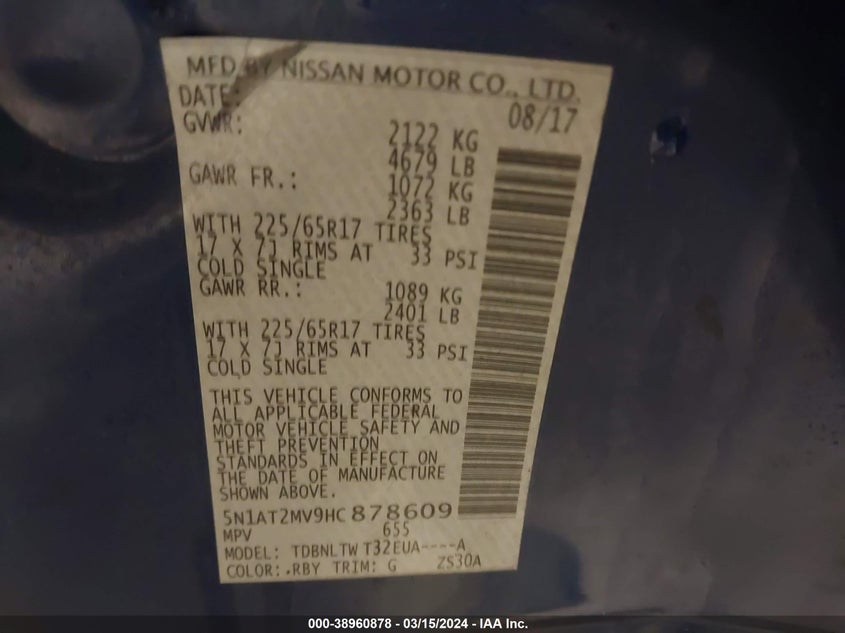 MFD BY NISSAN MOTOR CO., LTD.
DATE: 08/17
GVWR: 2122 KG
4679 LB
GAWR FR.: 1072 KG
2363 LB
WITH 225/65R17 TIRES
17 X 7J RIMS AT 33 PSI
COLD SINGLE
GAWR RR.: 1089 KG
2401 LB
WITH 225/65R17 TIRES
17 X 7J RIMS AT 33 PSI
COLD SINGLE
THIS VEHICLE CONFORMS TO
ALL APPLICABLE FEDERAL
MOTOR VEHICLE SAFETY AND
THEFT PREVENTION
STANDARDS IN EFFECT ON
THE DATE OF MANUFACTURE
SHOWN ABOVE.
5N1AT2MV9HC878609
MPV 655
MODEL: TDBNLTW T32EUA----A
COLOR:.RBY TRIM: G ZS30A
000-38960878 - 03/15/2024 - IAA Inc.